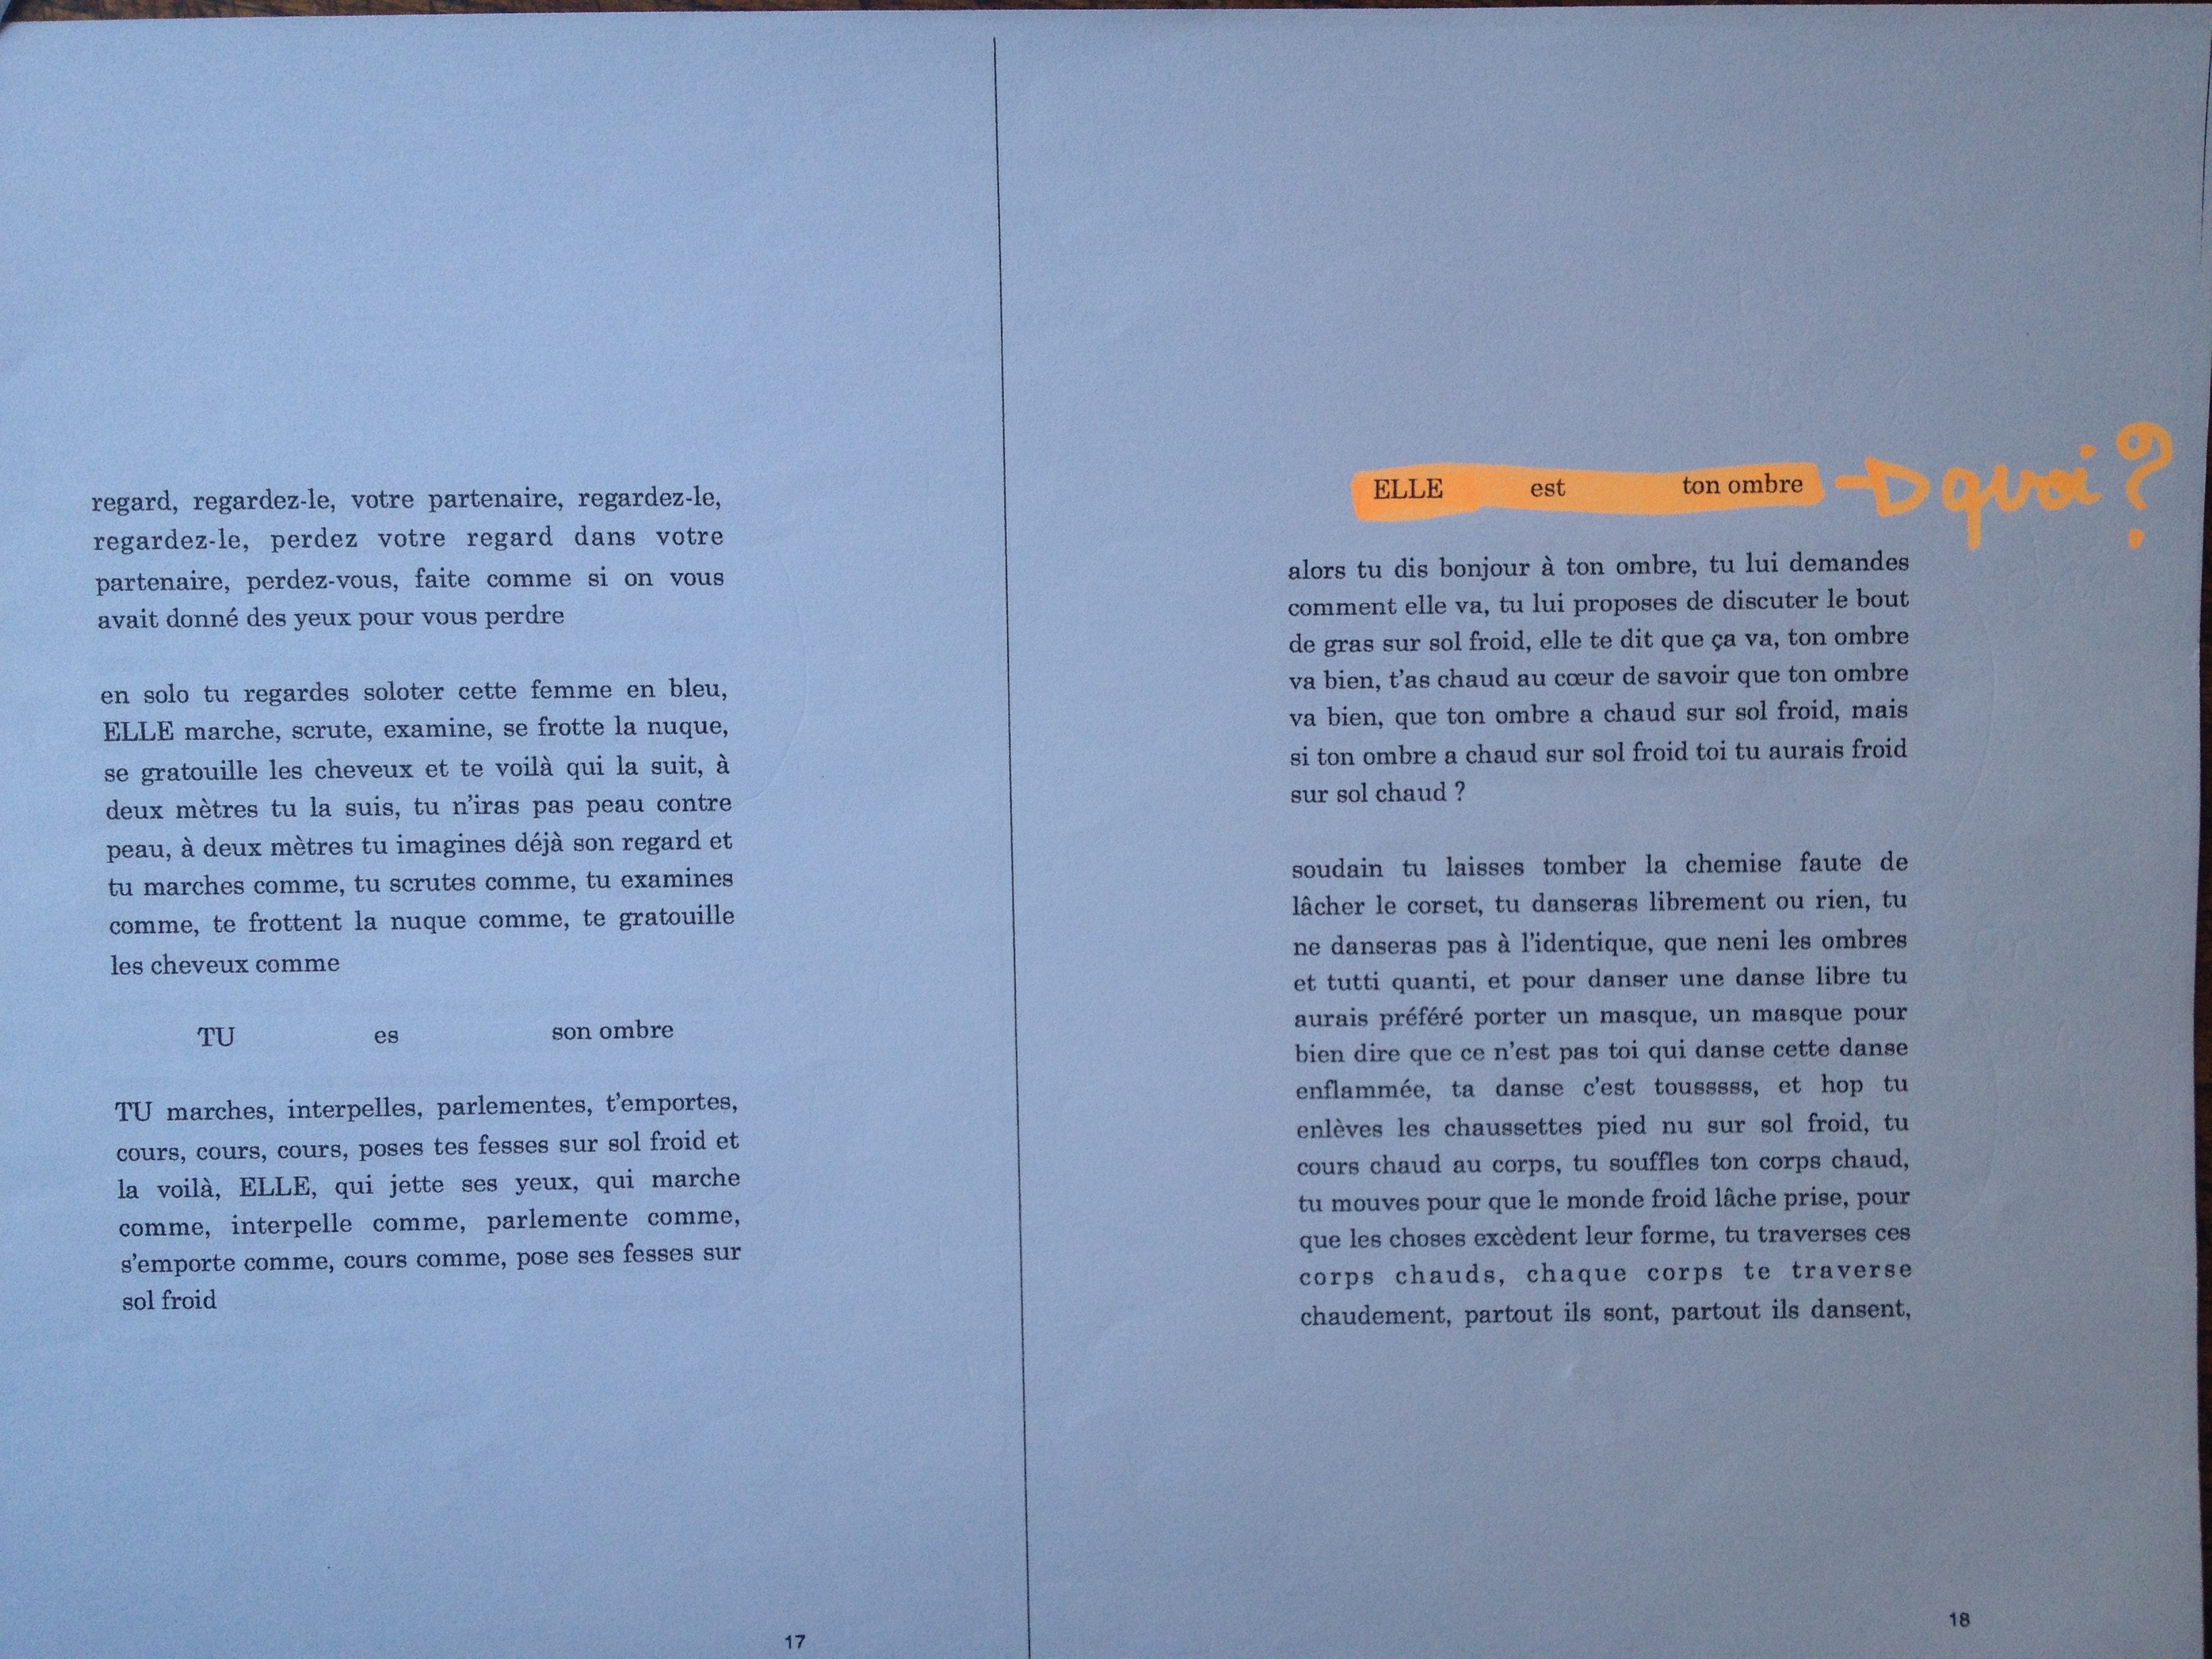 regard, regardez-le, votre partenaire, regardez-le,
regardez-le, perdez votre regard dans votre
partenaire, perdez-vous, faite comme si on vous
avait donné des yeux pour vous perdre
en solo tu regardes soloter cette femme en bleu,
ELLE marche, scrute, examine, se frotte la nuque,
se gratouille les cheveux et te voilà qui la suit, à
deux mètres tu la suis, tu n'iras pas peau contre
peau, à deux mètres tu imagines déjà son regard et
tu marches comme, tu scrutes comme, tu examines
comme, te frottent la nuque comme, te gratouille
les cheveux comme
TU es son ombre
TU marches, interpelles, parlementes, t'emportes,
cours, cours, cours, poses tes fesses sur sol froid et
la voilà, ELLE, qui jette ses yeux, qui marche
comme, interpelle comme, parlemente comme,
s'emporte comme, cours comme, pose ses fesses sur
sol froid
17
ELLE est ton ombre → quoi ?
alors tu dis bonjour à ton ombre, tu lui demandes
comment elle va, tu lui proposes de discuter le bout
de gras sur sol froid, elle te dit que ça va, ton ombre
va bien, t'as chaud au cœur de savoir que ton ombre
va bien, que ton ombre a chaud sur sol froid, mais
si ton ombre a chaud sur sol froid toi tu aurais froid
sur sol chaud ?
soudain tu laisses tomber la chemise faute de
lâcher le corset, tu danseras librement ou rien, tu
ne danseras pas à l'identique, que neni les ombres
et tutti quanti, et pour danser une danse libre tu
aurais préféré porter un masque, un masque pour
bien dire que ce n'est pas toi qui danse cette danse
enflammée, ta danse c'est tousssss, et hop tu
enlèves les chaussettes pied nu sur sol froid, tu
cours chaud au corps, tu souffles ton corps chaud,
tu mouves pour que le monde froid lâche prise, pour
que les choses excèdent leur forme, tu traverses ces
corps chauds, chaque corps te traverse
chaudement, partout ils sont, partout ils dansent,
18